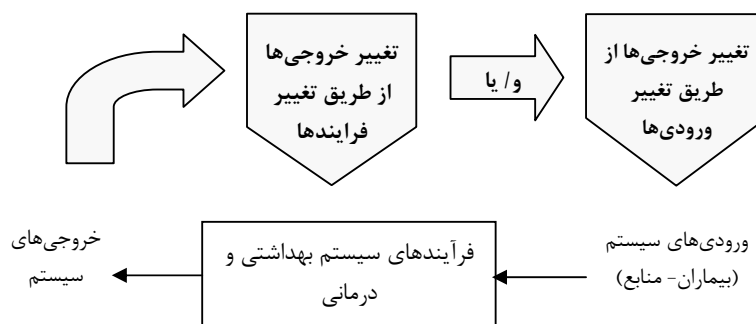 تغییر خروجی‌ها از
طریق تغییر
ورودی‌ها
و/ یا
تغییر خروجی‌ها
از طریق تغییر
فرایندها
ورودی‌های سیستم
(بیماران- منابع)
فرآیندهای سیستم بهداشتی و
درمانی
خروجی‌های
سیستم